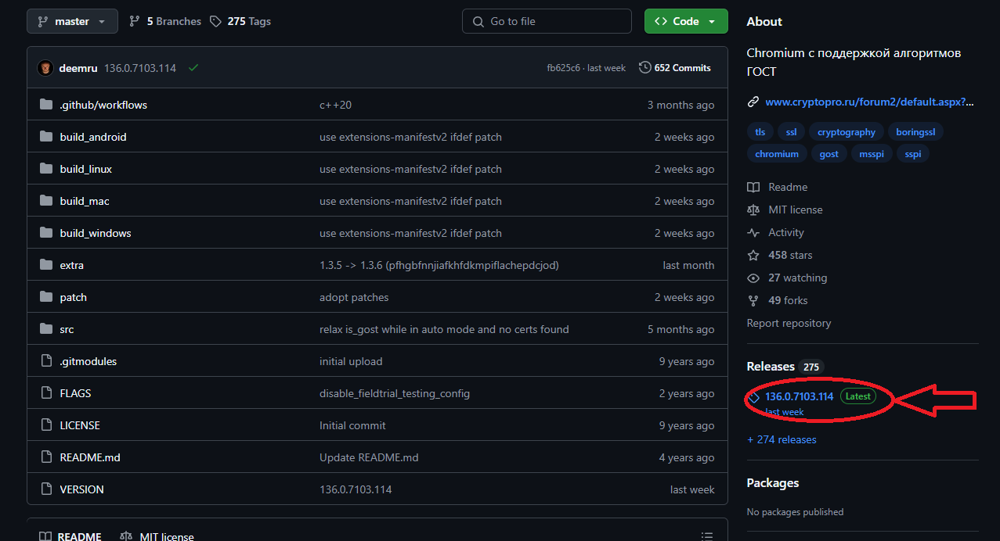 master 5 Branches 275 Tags Go to file Code
deemru 136.0.7103.114 fb625c6 · last week 652 Commits
.github/workflows c++20 3 months ago
build_android use extensions-manifestv2 ifdef patch 2 weeks ago
build_linux use extensions-manifestv2 ifdef patch 2 weeks ago
build_mac use extensions-manifestv2 ifdef patch 2 weeks ago
build_windows use extensions-manifestv2 ifdef patch 2 weeks ago
extra 1.3.5 -> 1.3.6 (pfhgbfnnjiafkhfdkmpiflachepdcjod) last month
patch adopt patches 2 weeks ago
src relax is_gost while in auto mode and no certs found 5 months ago
.gitmodules initial upload 9 years ago
FLAGS disable_fieldtrial_testing_config 2 years ago
LICENSE Initial commit 9 years ago
README.md Update README.md 4 years ago
VERSION 136.0.7103.114 last week
README MIT license
About
Chromium с поддержкой алгоритмов
ГОСТ
www.cryptopro.ru/forum2/default.aspx?...
tls ssl cryptography boringssl
chromium gost msspi sspi
Readme
MIT license
Activity
458 stars
27 watching
49 forks
Report repository
Releases 275
136.0.7103.114 Latest
last week
+ 274 releases
Packages
No packages published